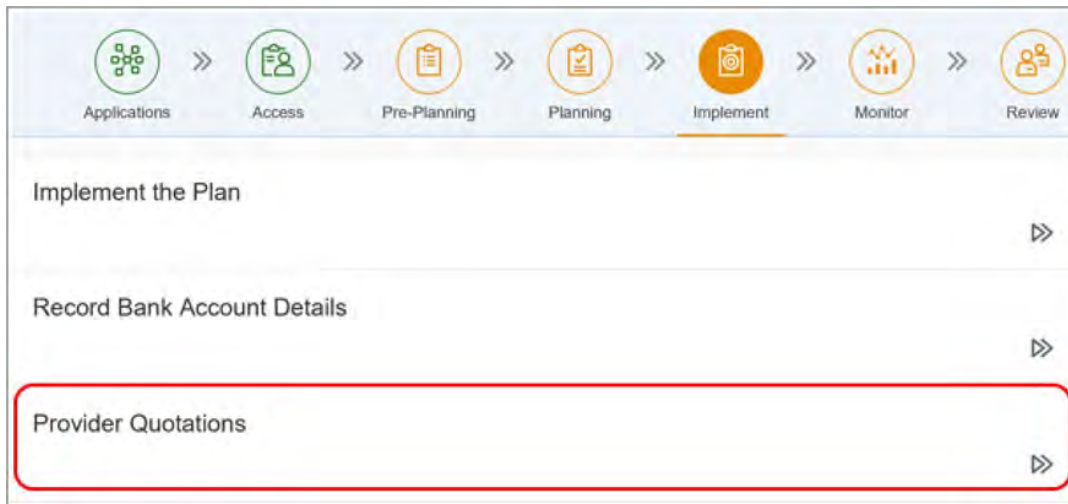 Applications
Access
Pre-Planning
Planning
Implement
Monitor
Review
Implement the Plan
Record Bank Account Details
Provider Quotations